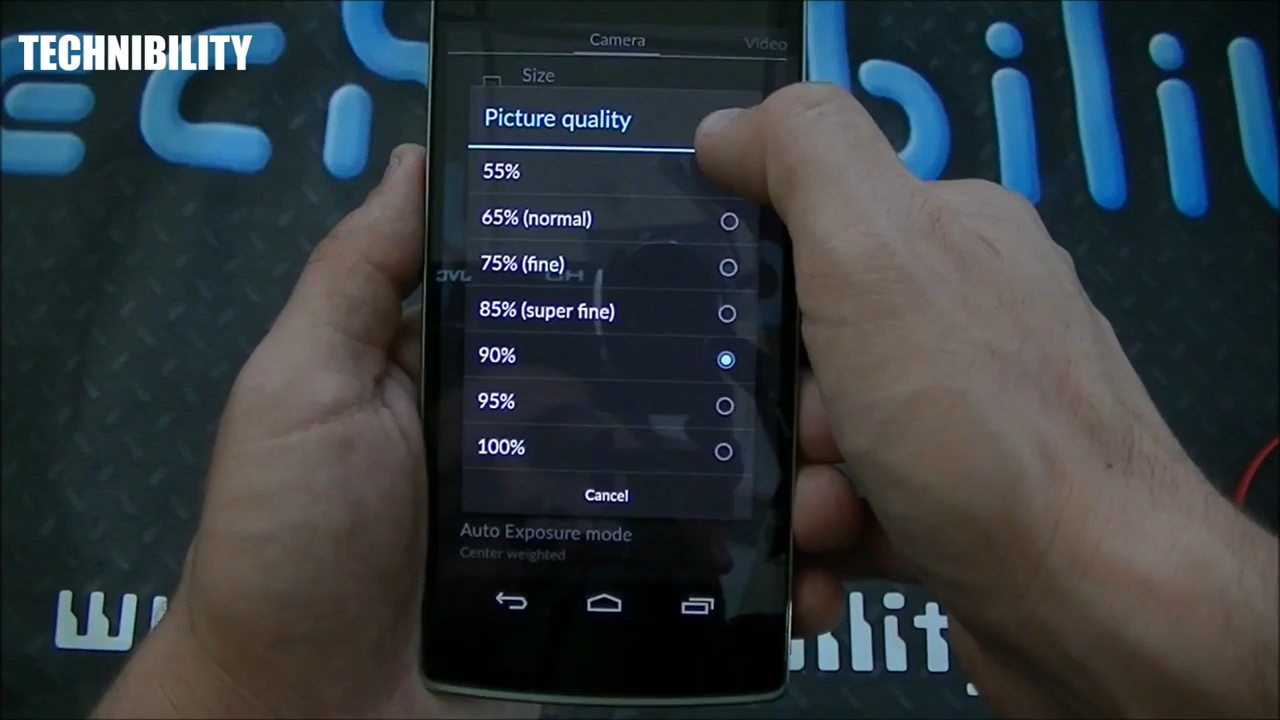 TECHNIBILITY
Camera
Video
Size
Picture quality
55%
65% (normal)
75% (fine)
85% (super fine)
90%
95%
100%
Cancel
Auto Exposure mode
Center weighted